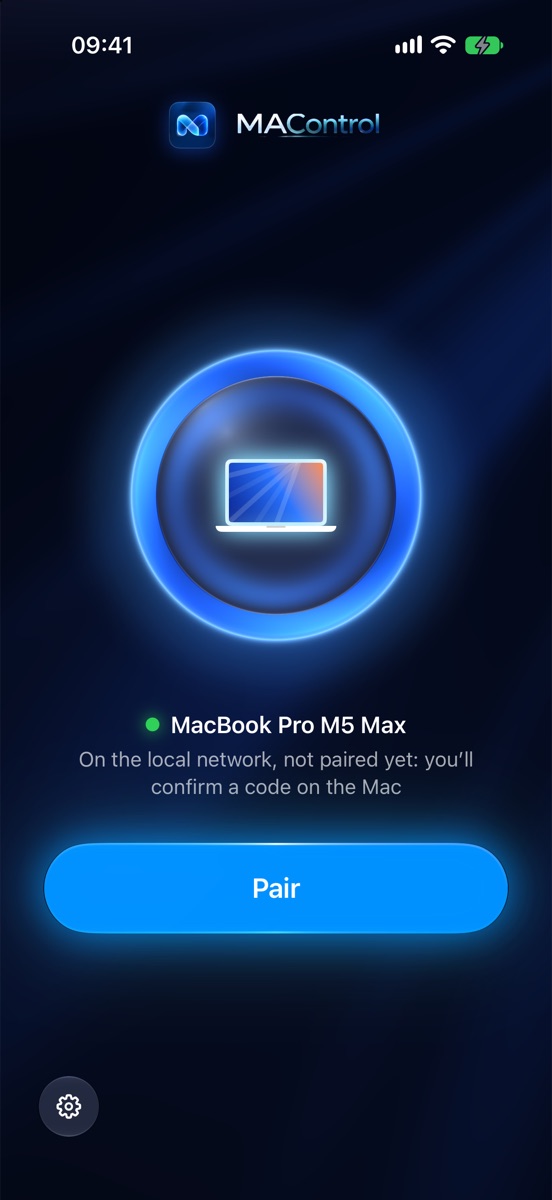 09:41
MAControl
MacBook Pro M5 Max
On the local network, not paired yet: you’ll
confirm a code on the Mac
Pair